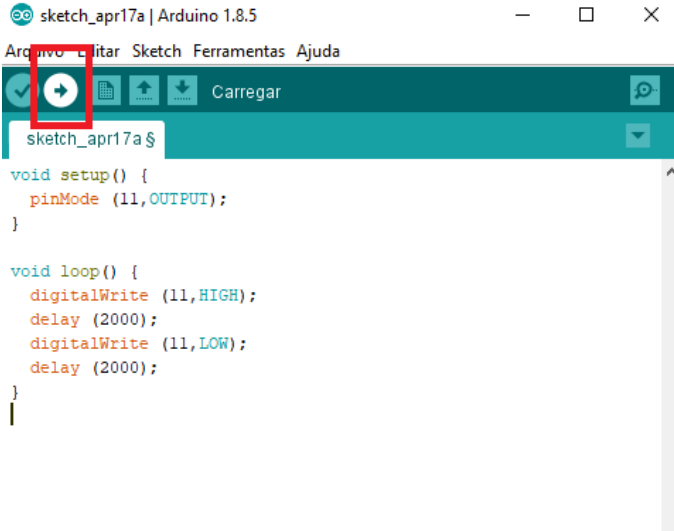 sketch_apr17a | Arduino 1.8.5
Arquivo Editar Sketch Ferramentas Ajuda
Carregar
sketch_apr17a §
void setup() {
  pinMode (11,OUTPUT);
}

void loop() {
  digitalWrite (11,HIGH);
  delay (2000);
  digitalWrite (11,LOW);
  delay (2000);
}